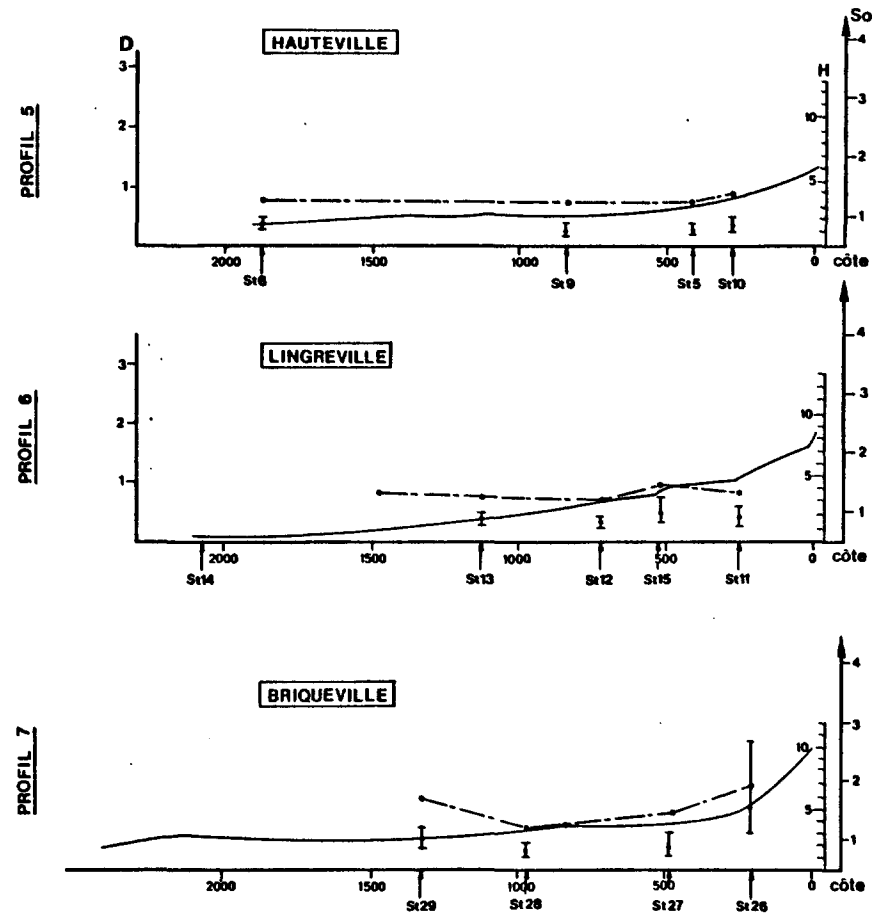 PROFIL 5
HAUTEVILLE
D
3
2
1
So
4
3
2
1
H
10
5
2000
1500
1000
500
0
côte
St6
St9
St5
St10
PROFIL 6
LINGREVILLE
3
2
1
4
3
2
1
10
5
2000
1500
1000
500
0
côte
St14
St13
St12
St15
St11
PROFIL 7
BRIQUEVILLE
4
3
2
1
10
5
2000
1500
1000
500
0
côte
St29
St28
St27
St26